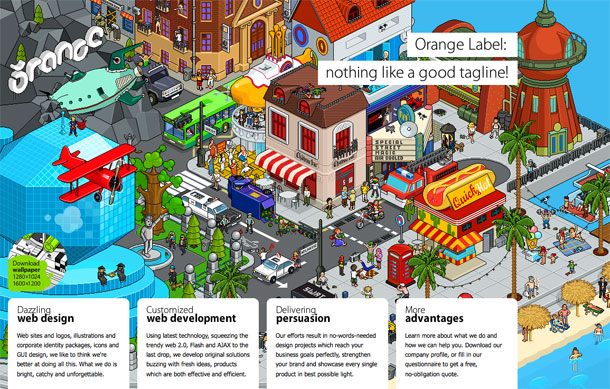 orange
Orange Label:
nothing like a good tagline!
SPECIAL
STREET
MAGIC
AIR COOLED
Quicky
Hot
SWAT
Download
wallpaper
1280×1024
1600×1200
Dazzling
web design
Web sites and logos, illustrations and
corporate identity packages, icons and
GUI design, we like to think we're
better at doing all this. What we do is
bright, catchy and unforgettable.
Customized
web development
Using latest technology, squeezing the
trendy web 2.0, Flash and AJAX to the
last drop, we develop original solutions
buzzing with fresh ideas, products
which are both effective and efficient.
Delivering
persuasion
Our efforts result in no-words-needed
design projects which reach your
business goals perfectly, strengthen
your brand and showcase every single
product in best possible light.
More
advantages
Learn more about what we do and
how we can help you. Download our
company profile, or fill in our
questionnaire to get a free,
no-obligation quote.